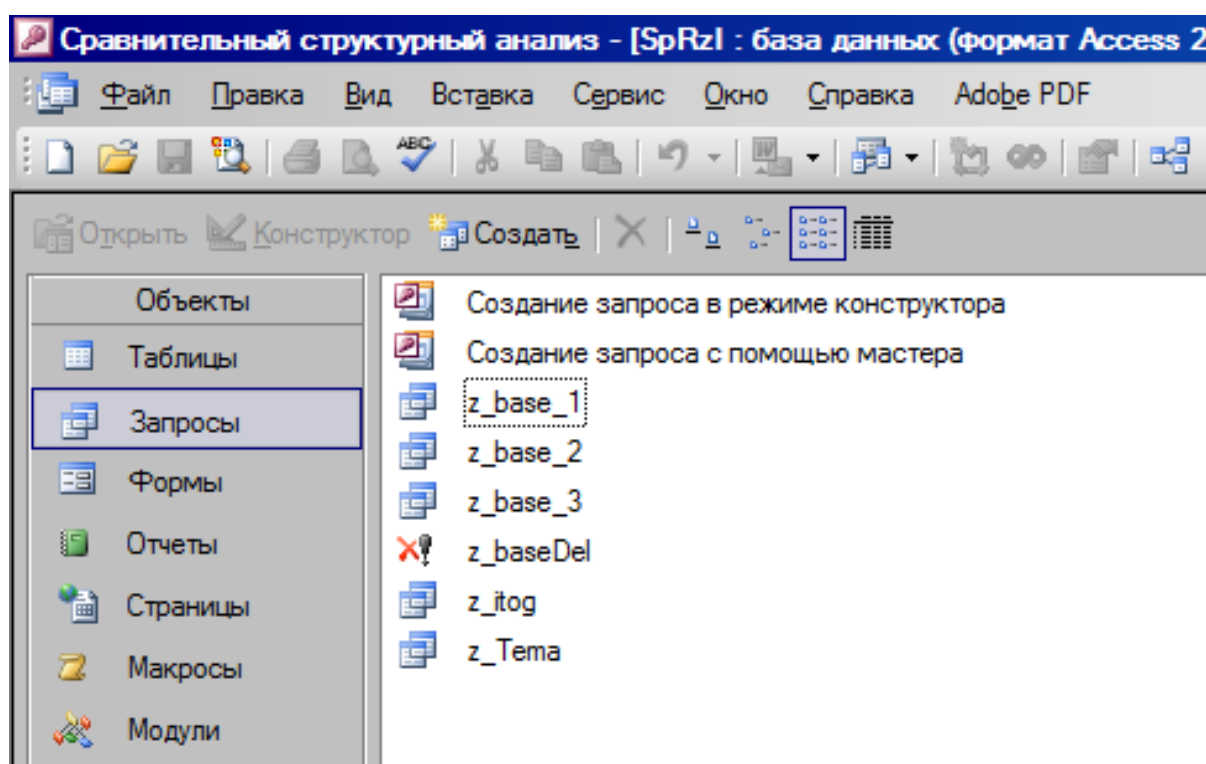 Сравнительный структурный анализ - [SpRzI : база данных (формат Access 2
Файл Правка Вид Вставка Сервис Окно Справка Adobe PDF
Открыть Конструктор Создать
Объекты
Таблицы
Запросы
Формы
Отчеты
Страницы
Макросы
Модули
Создание запроса в режиме конструктора
Создание запроса с помощью мастера
z_base_1
z_base_2
z_base_3
z_baseDel
z_itog
z_Tema